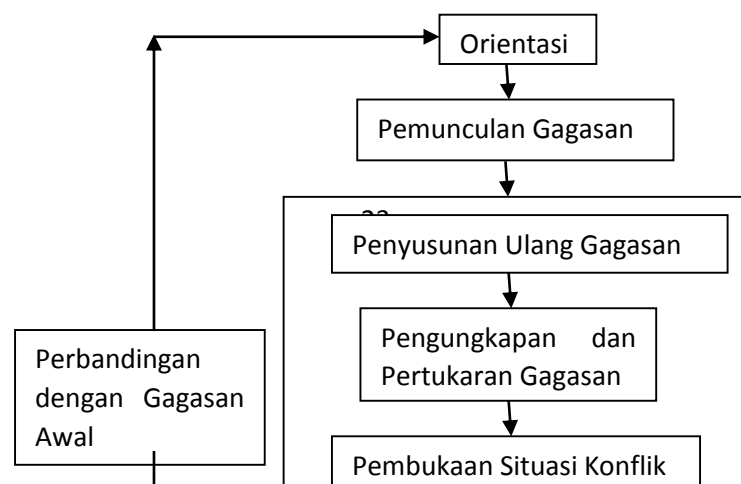 Orientasi
Pemunculan Gagasan
Penyusunan Ulang Gagasan
Pengungkapan dan
Pertukaran Gagasan
Perbandingan
dengan Gagasan
Awal
Pembukaan Situasi Konflik